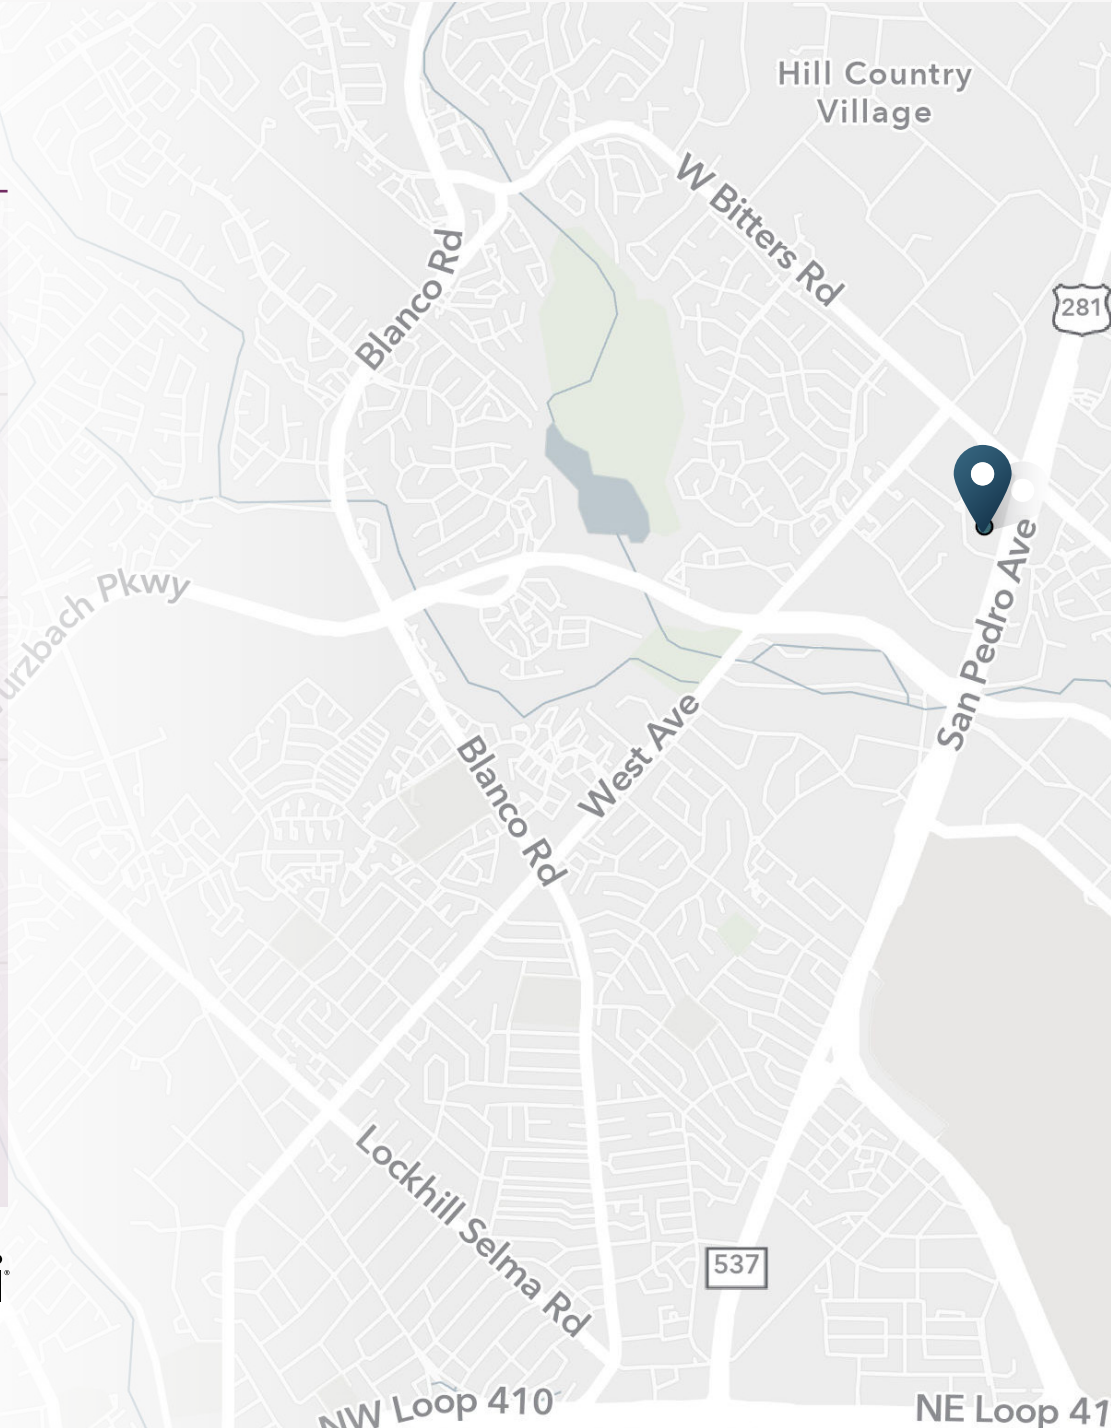 Hill Country
Village
W Bitters Rd
Blanco Rd
281
urzbach Pkwy
San Pedro Ave
West Ave
Blanco Rd
Lockhill Selma Rd
537
NW Loop 410
NE Loop 41